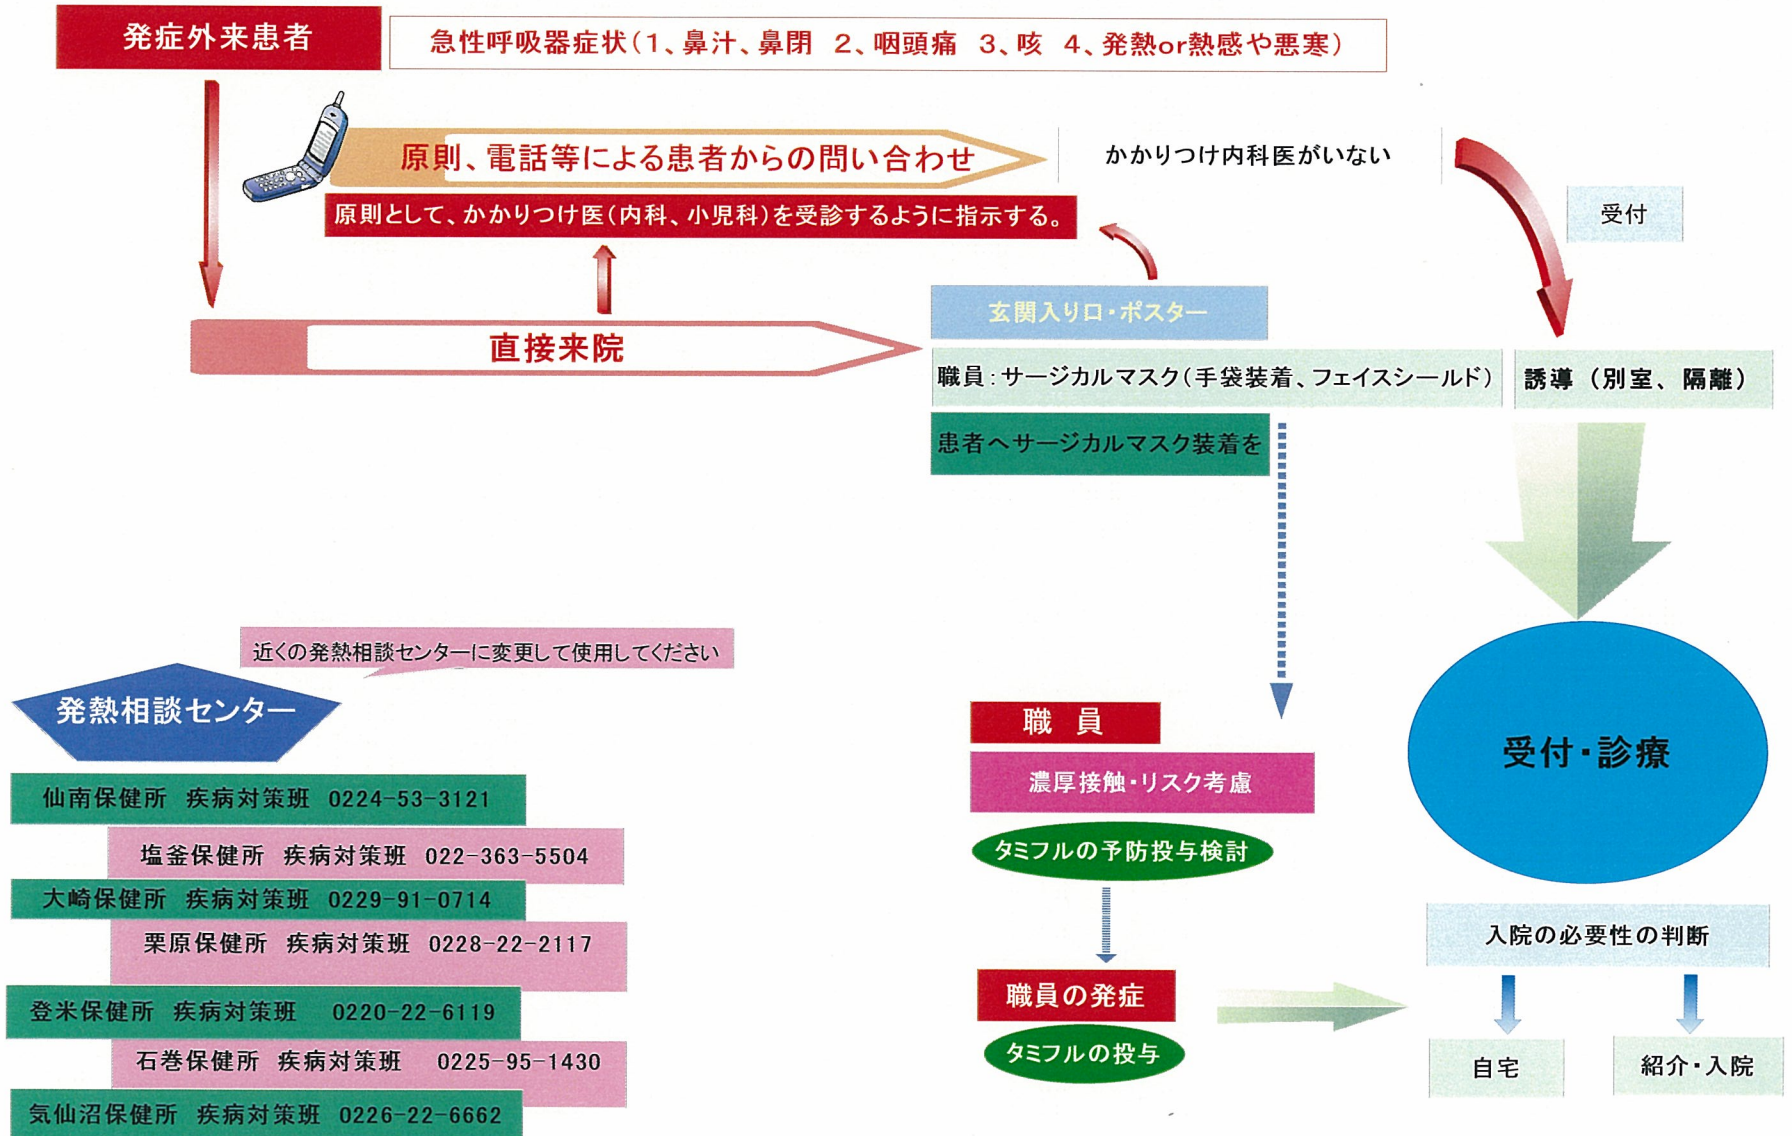 発症外来患者
急性呼吸器症状(1、鼻汁、鼻閉 2、咽頭痛 3、咳 4、発熱or熱感や悪寒)
原則、電話等による患者からの問い合わせ
かかりつけ内科医がいない
受付
原則として、かかりつけ医(内科、小児科)を受診するように指示する。
玄関入り口・ポスター
直接来院
職員:サージカルマスク(手袋装着、フェイスシールド)
誘導(別室、隔離)
患者へサージカルマスク装着を
近くの発熱相談センターに変更して使用してください
発熱相談センター
仙南保健所 疾病対策班 0224-53-3121
塩釜保健所 疾病対策班 022-363-5504
大崎保健所 疾病対策班 0229-91-0714
栗原保健所 疾病対策班 0228-22-2117
登米保健所 疾病対策班 0220-22-6119
石巻保健所 疾病対策班 0225-95-1430
気仙沼保健所 疾病対策班 0226-22-6662
職 員
濃厚接触・リスク考慮
タミフルの予防投与検討
職員の発症
タミフルの投与
受付・診療
入院の必要性の判断
自宅
紹介・入院